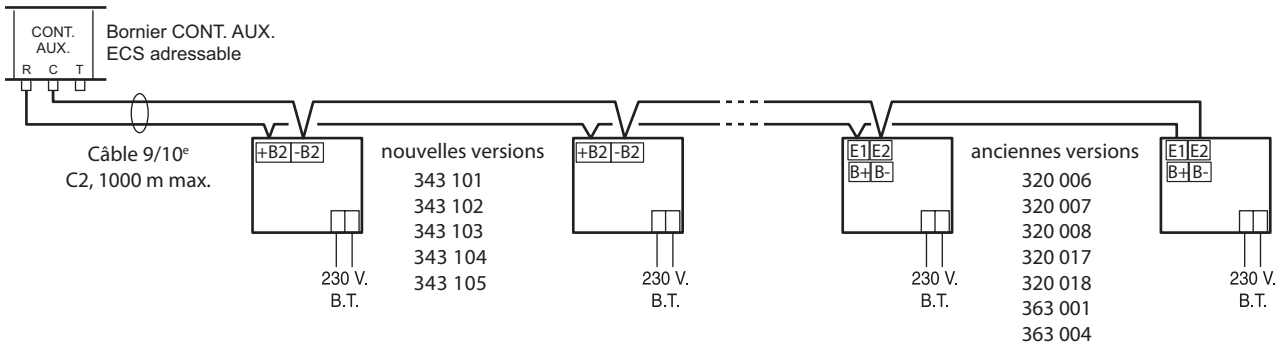 CONT.
AUX.
R C T
Bornier CONT. AUX.
ECS adressable
Câble 9/10e
C2, 1000 m max.
+B2 -B2
230 V.
B.T.
nouvelles versions
343 101
343 102
343 103
343 104
343 105
+B2 -B2
230 V.
B.T.
E1 E2
B+ B-
230 V.
B.T.
anciennes versions
320 006
320 007
320 008
320 017
320 018
363 001
363 004
E1 E2
B+ B-
230 V.
B.T.